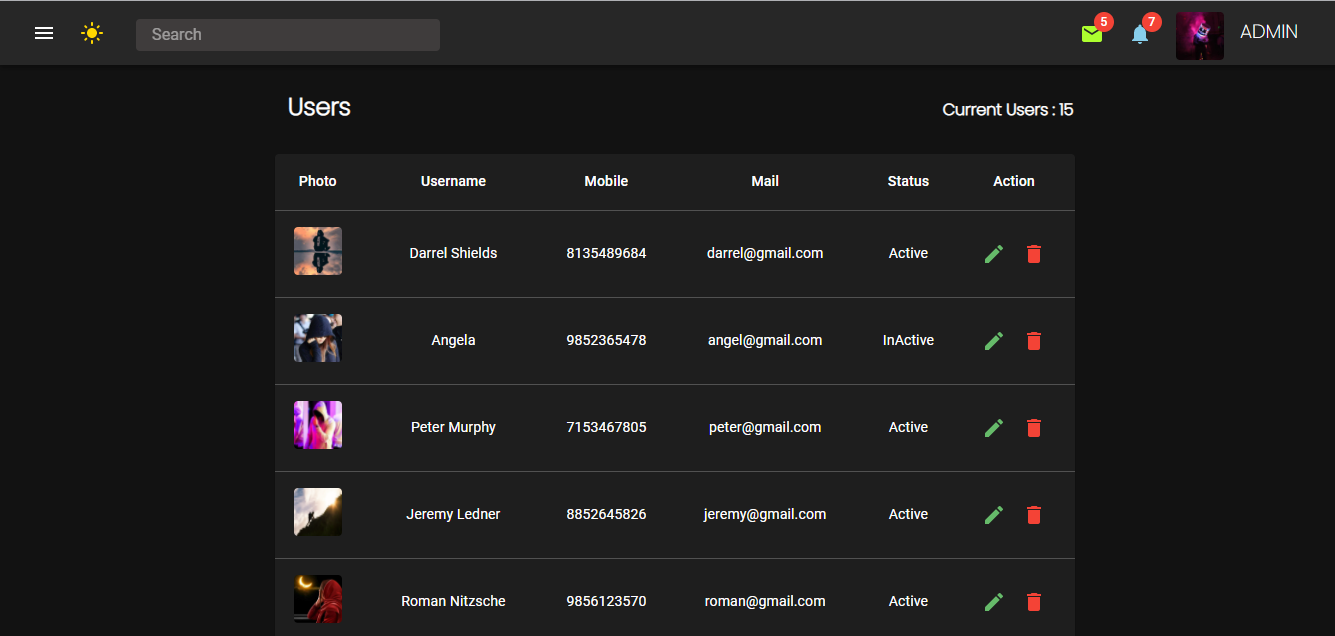 Search 5 7 ADMIN
Users Current Users : 15
Photo Username Mobile Mail Status Action
Darrel Shields 8135489684 darrel@gmail.com Active
Angela 9852365478 angel@gmail.com InActive
Peter Murphy 7153467805 peter@gmail.com Active
Jeremy Ledner 8852645826 jeremy@gmail.com Active
Roman Nitzsche 9856123570 roman@gmail.com Active